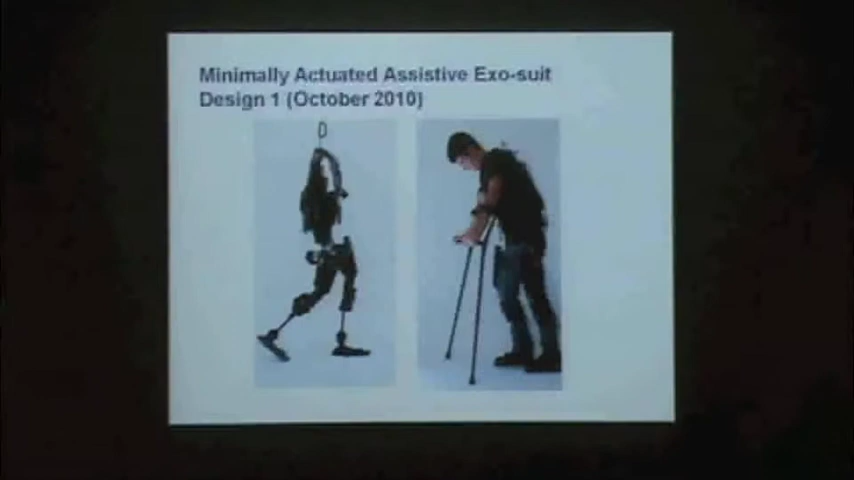 Minimally Actuated Assistive Exo-suit
Design 1 (October 2010)